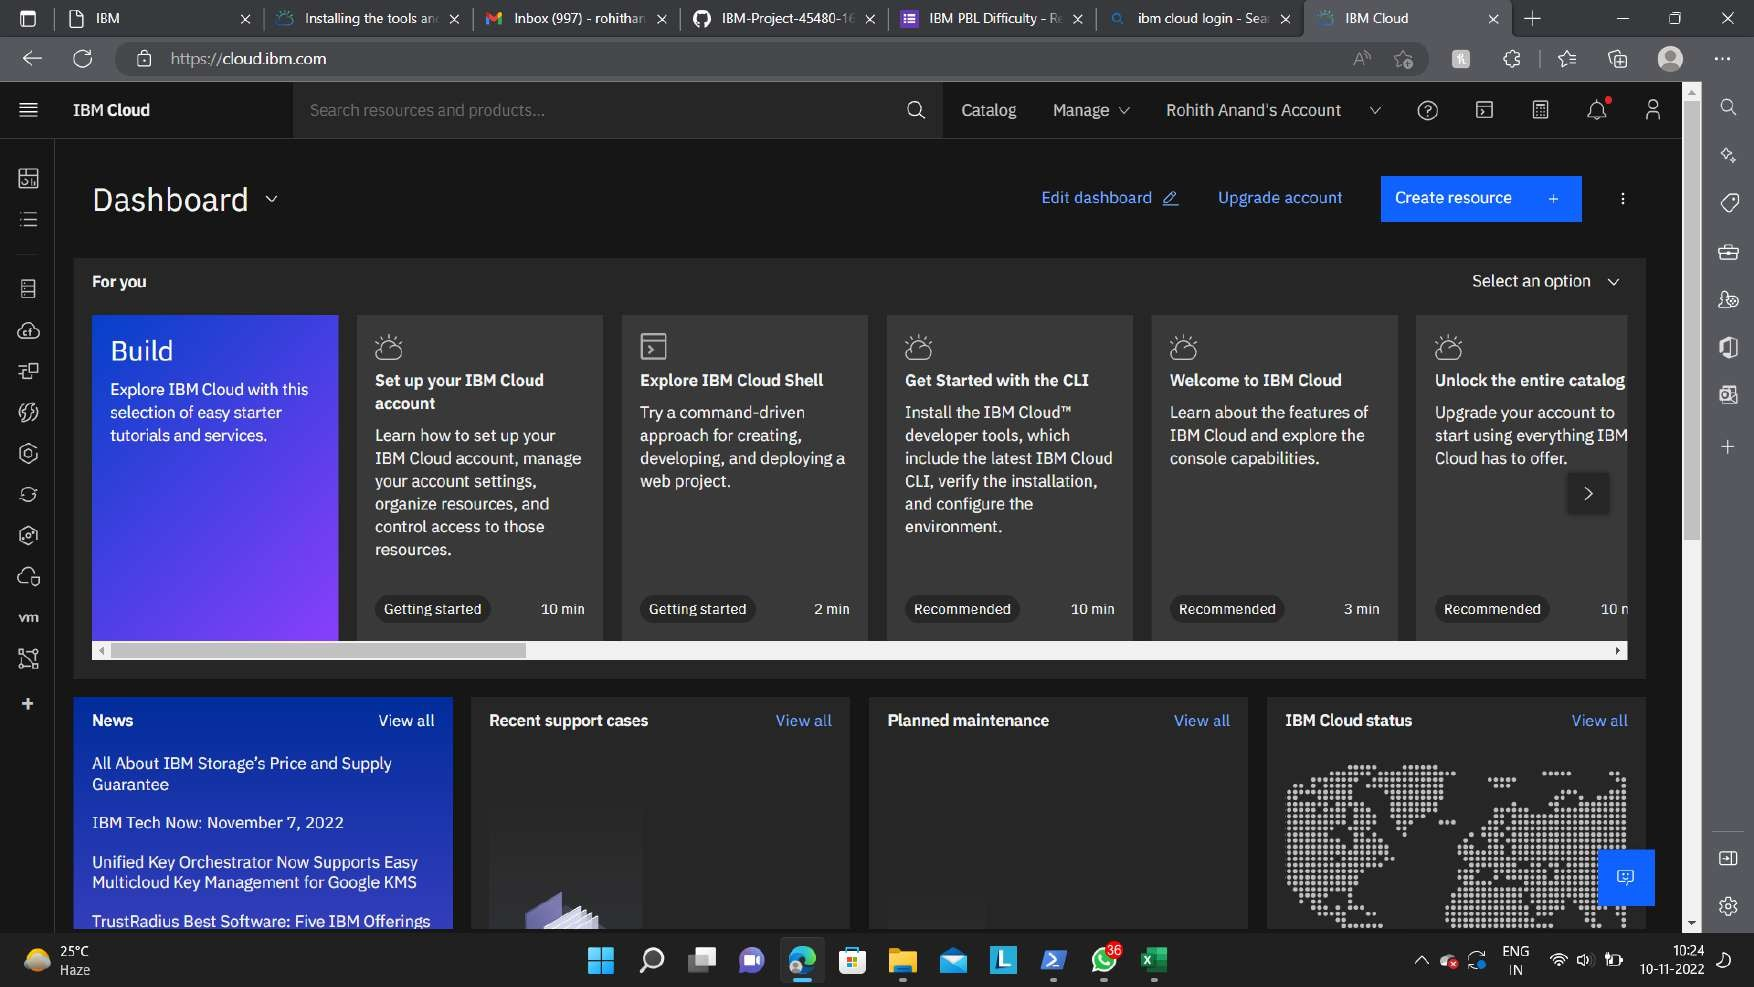 IBM
Installing the tools an
Inbox (997) - rohithan
IBM-Project-45480-16
IBM PBL Difficulty - Re
ibm cloud login - Sea
IBM Cloud
https://cloud.ibm.com
IBM Cloud
Search resources and products...
Catalog
Manage
Rohith Anand's Account
Dashboard
Edit dashboard
Upgrade account
Create resource +
For you
Select an option
Build
Explore IBM Cloud with this
selection of easy starter
tutorials and services.
Set up your IBM Cloud
account
Learn how to set up your
IBM Cloud account, manage
your account settings,
organize resources, and
control access to those
resources.
Getting started
10 min
Explore IBM Cloud Shell
Try a command-driven
approach for creating,
developing, and deploying a
web project.
Getting started
2 min
Get Started with the CLI
Install the IBM Cloud™
developer tools, which
include the latest IBM Cloud
CLI, verify the installation,
and configure the
environment.
Recommended
10 min
Welcome to IBM Cloud
Learn about the features of
IBM Cloud and explore the
console capabilities.
Recommended
3 min
Unlock the entire catalog
Upgrade your account to
start using everything IBM
Cloud has to offer.
Recommended
10 n
vm
News
View all
All About IBM Storage's Price and Supply
Guarantee
IBM Tech Now: November 7, 2022
Unified Key Orchestrator Now Supports Easy
Multicloud Key Management for Google KMS
TrustRadius Best Software: Five IBM Offerings
Recent support cases
View all
Planned maintenance
View all
IBM Cloud status
View all
25°C
Haze
L
36
ENG
IN
10:24
10-11-2022